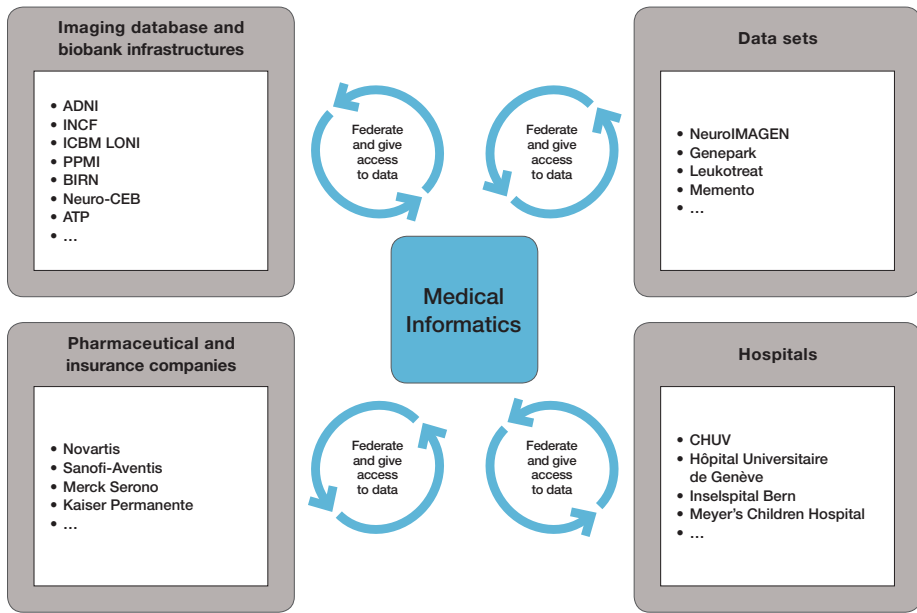 Imaging database and
biobank infrastructures
• ADNI
• INCF
• ICBM LONI
• PPMI
• BIRN
• Neuro-CEB
• ATP
• ...
Federate
and give
access
to data
Federate
and give
access
to data
Data sets
• NeuroIMAGEN
• Genepark
• Leukotreat
• Memento
• ...
Medical
Informatics
Pharmaceutical and
insurance companies
• Novartis
• Sanofi-Aventis
• Merck Serono
• Kaiser Permanente
• ...
Federate
and give
access
to data
Federate
and give
access
to data
Hospitals
• CHUV
• Hôpital Universitaire
de Genève
• Inselspital Bern
• Meyer’s Children Hospital
• ...